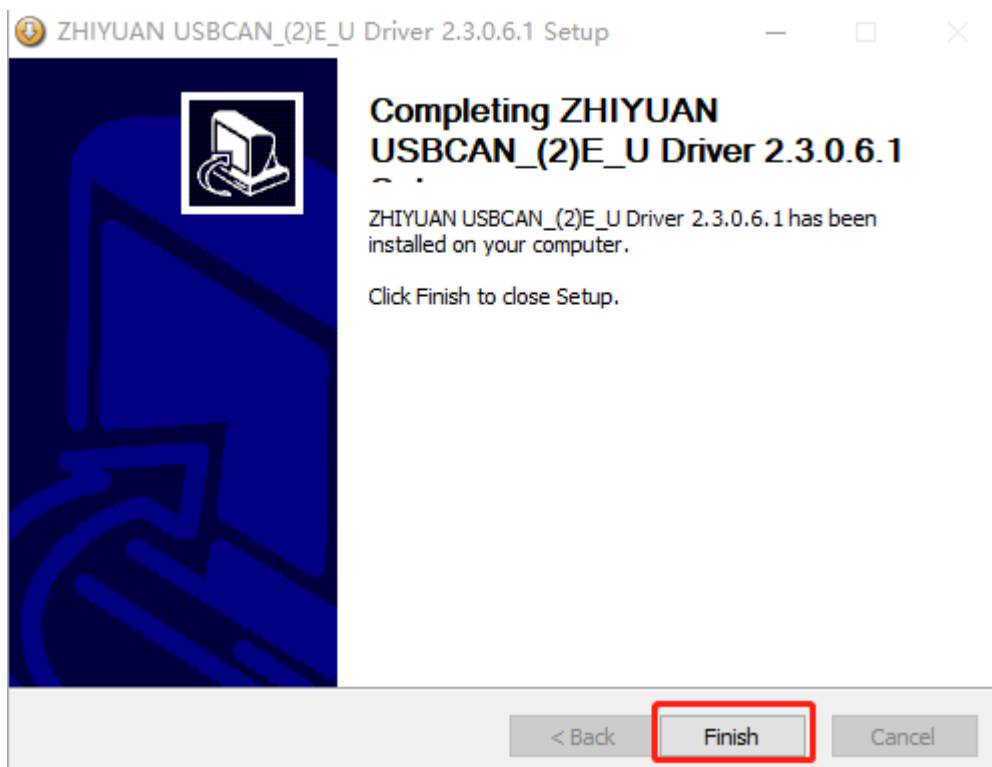 ZHIYUAN USBCAN_(2)E_U Driver 2.3.0.6.1 Setup
Completing ZHIYUAN
USBCAN_(2)E_U Driver 2.3.0.6.1
ZHIYUAN USBCAN_(2)E_U Driver 2.3.0.6.1 has been
installed on your computer.
Click Finish to close Setup.
< Back
Finish
Cancel